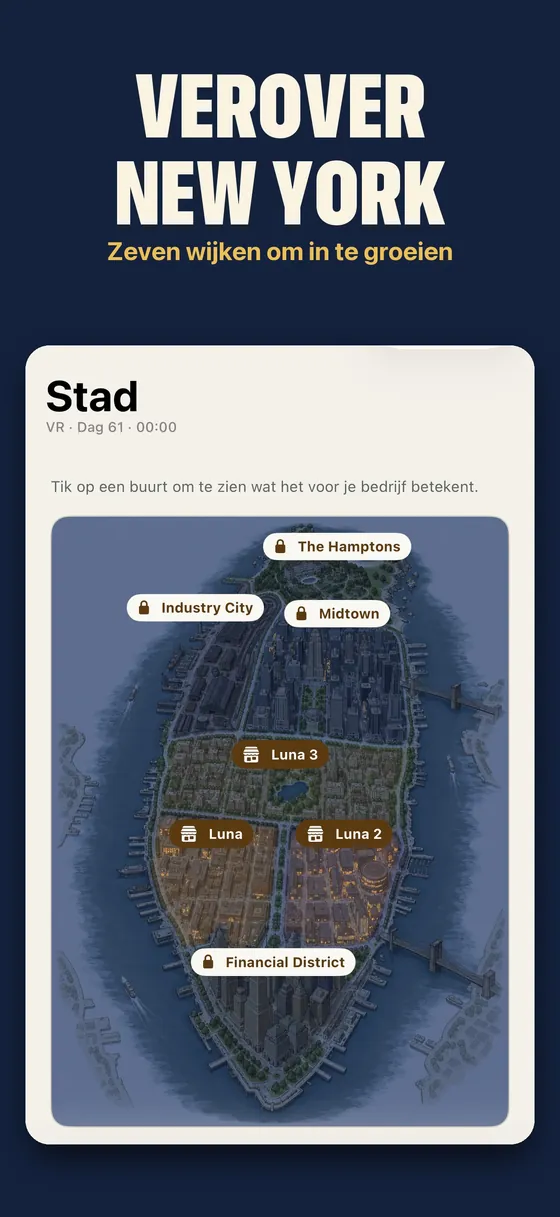 VEROVER
NEW YORK
Zeven wijken om in te groeien
Stad
VR · Dag 61 · 00:00
Tik op een buurt om te zien wat het voor je bedrijf betekent.
The Hamptons
Industry City
Midtown
Luna 3
Luna
Luna 2
Financial District